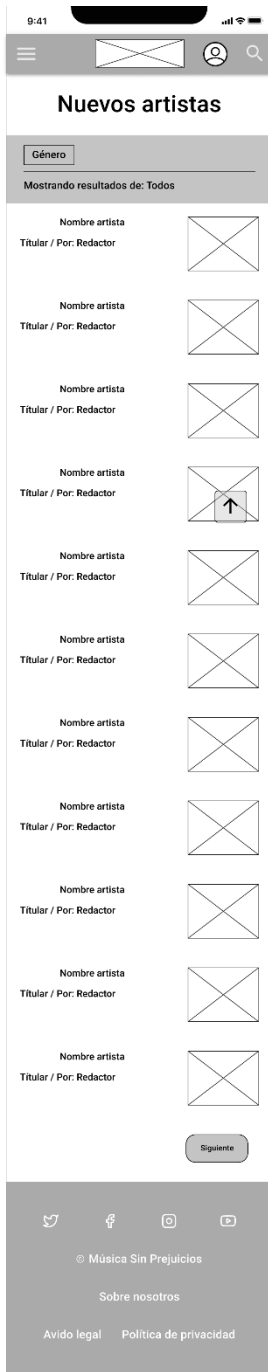 9:41
Nuevos artistas
Género
Mostrando resultados de: Todos
Nombre artista
Títular / Por: Redactor
Nombre artista
Títular / Por: Redactor
Nombre artista
Títular / Por: Redactor
Nombre artista
Títular / Por: Redactor
Nombre artista
Títular / Por: Redactor
Nombre artista
Títular / Por: Redactor
Nombre artista
Títular / Por: Redactor
Nombre artista
Títular / Por: Redactor
Nombre artista
Títular / Por: Redactor
Nombre artista
Títular / Por: Redactor
Nombre artista
Títular / Por: Redactor
Siguiente
© Música Sin Prejuicios
Sobre nosotros
Avido legal Política de privacidad